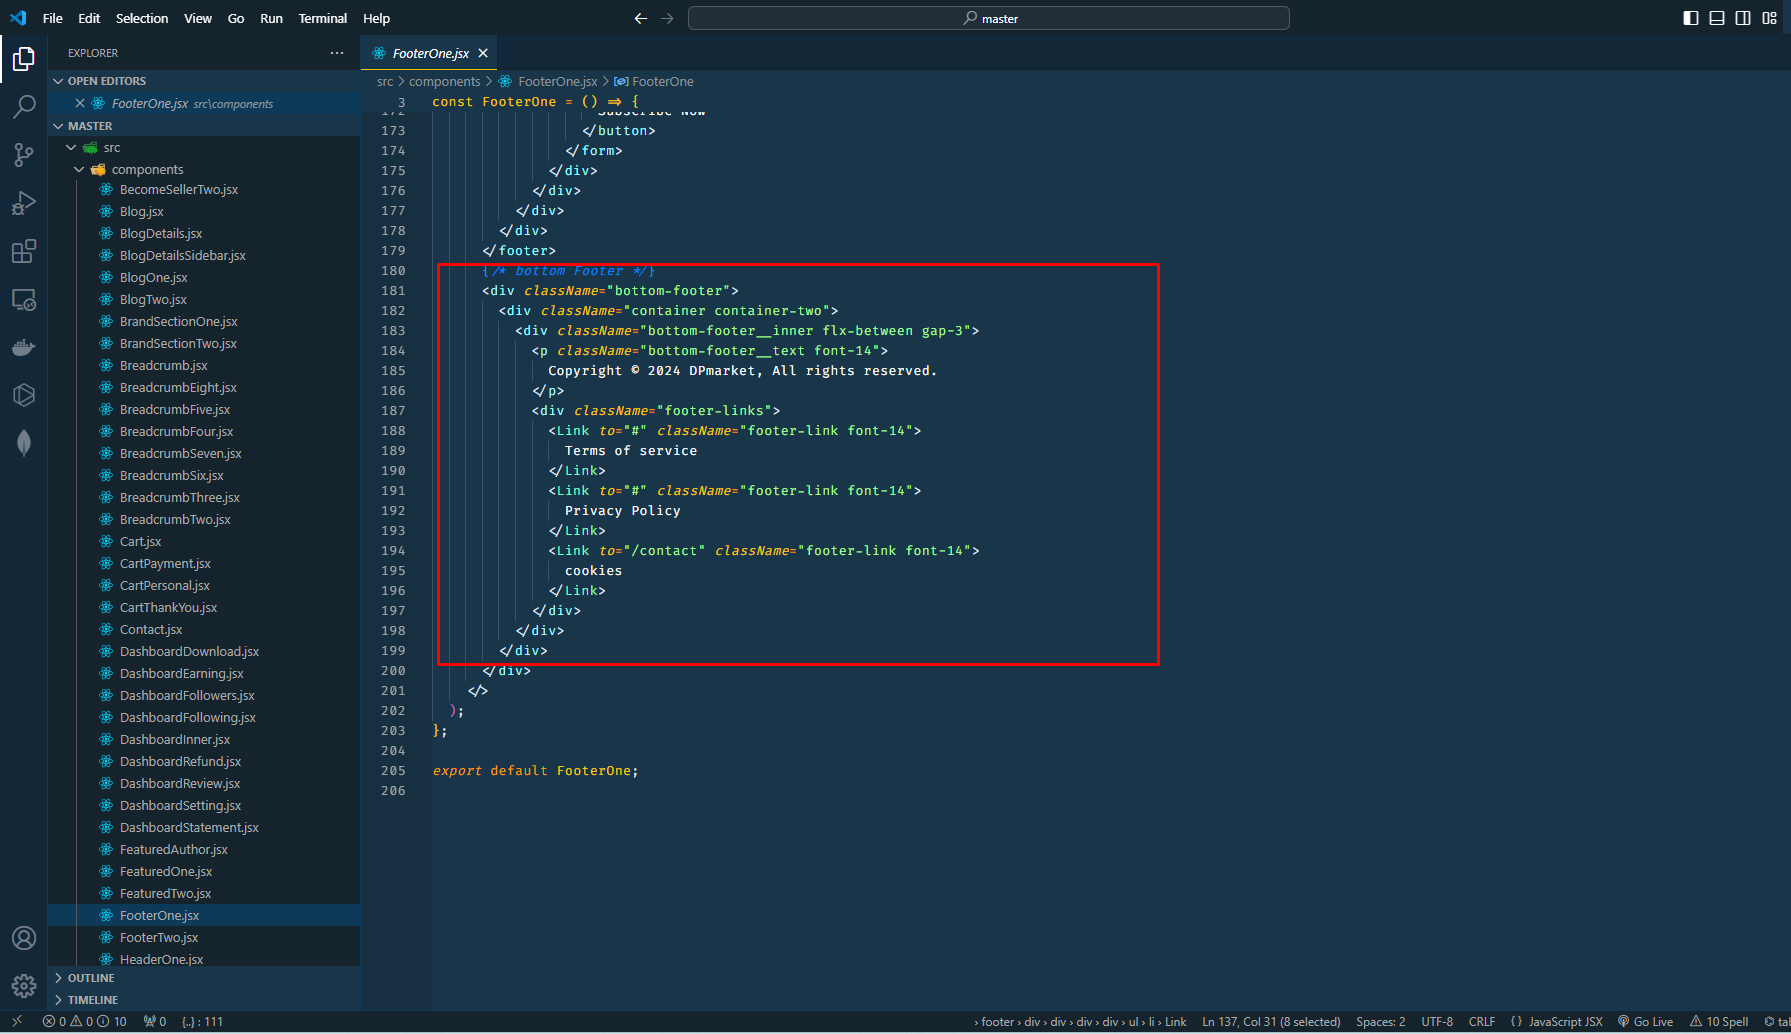 File Edit Selection View Go Run Terminal Help
master
EXPLORER
OPEN EDITORS
FooterOne.jsx src\components
MASTER
src
components
BecomeSellerTwo.jsx
Blog.jsx
BlogDetails.jsx
BlogDetailsSidebar.jsx
BlogOne.jsx
BlogTwo.jsx
BrandSectionOne.jsx
BrandSectionTwo.jsx
Breadcrumb.jsx
BreadcrumbEight.jsx
BreadcrumbFive.jsx
BreadcrumbFour.jsx
BreadcrumbSeven.jsx
BreadcrumbSix.jsx
BreadcrumbThree.jsx
BreadcrumbTwo.jsx
Cart.jsx
CartPayment.jsx
CartPersonal.jsx
CartThankYou.jsx
Contact.jsx
DashboardDownload.jsx
DashboardEarning.jsx
DashboardFollowers.jsx
DashboardFollowing.jsx
DashboardInner.jsx
DashboardRefund.jsx
DashboardReview.jsx
DashboardSetting.jsx
DashboardStatement.jsx
FeaturedAuthor.jsx
FeaturedOne.jsx
FeaturedTwo.jsx
FooterOne.jsx
FooterTwo.jsx
HeaderOne.jsx
OUTLINE
TIMELINE
FooterOne.jsx
src > components > FooterOne.jsx > FooterOne
3 const FooterOne = () => {
172 Subscribe Now
173 </button>
174 </form>
175 </div>
176 </div>
177 </div>
178 </div>
179 </footer>
180 {/* bottom Footer */}
181 <div className="bottom-footer">
182 <div className="container container-two">
183 <div className="bottom-footer__inner flx-between gap-3">
184 <p className="bottom-footer__text font-14">
185 Copyright © 2024 DPmarket, All rights reserved.
186 </p>
187 <div className="footer-links">
188 <Link to="#" className="footer-link font-14">
189 Terms of service
190 </Link>
191 <Link to="#" className="footer-link font-14">
192 Privacy Policy
193 </Link>
194 <Link to="/contact" className="footer-link font-14">
195 cookies
196 </Link>
197 </div>
198 </div>
199 </div>
200 </div>
201 </>
202 );
203 };
204
205 export default FooterOne;
206
0 0 10 0 {..} : 111 › footer › div › div › div › div › ul › li › Link Ln 137, Col 31 (8 selected) Spaces: 2 UTF-8 CRLF {} JavaScript JSX Go Live 10 Spell